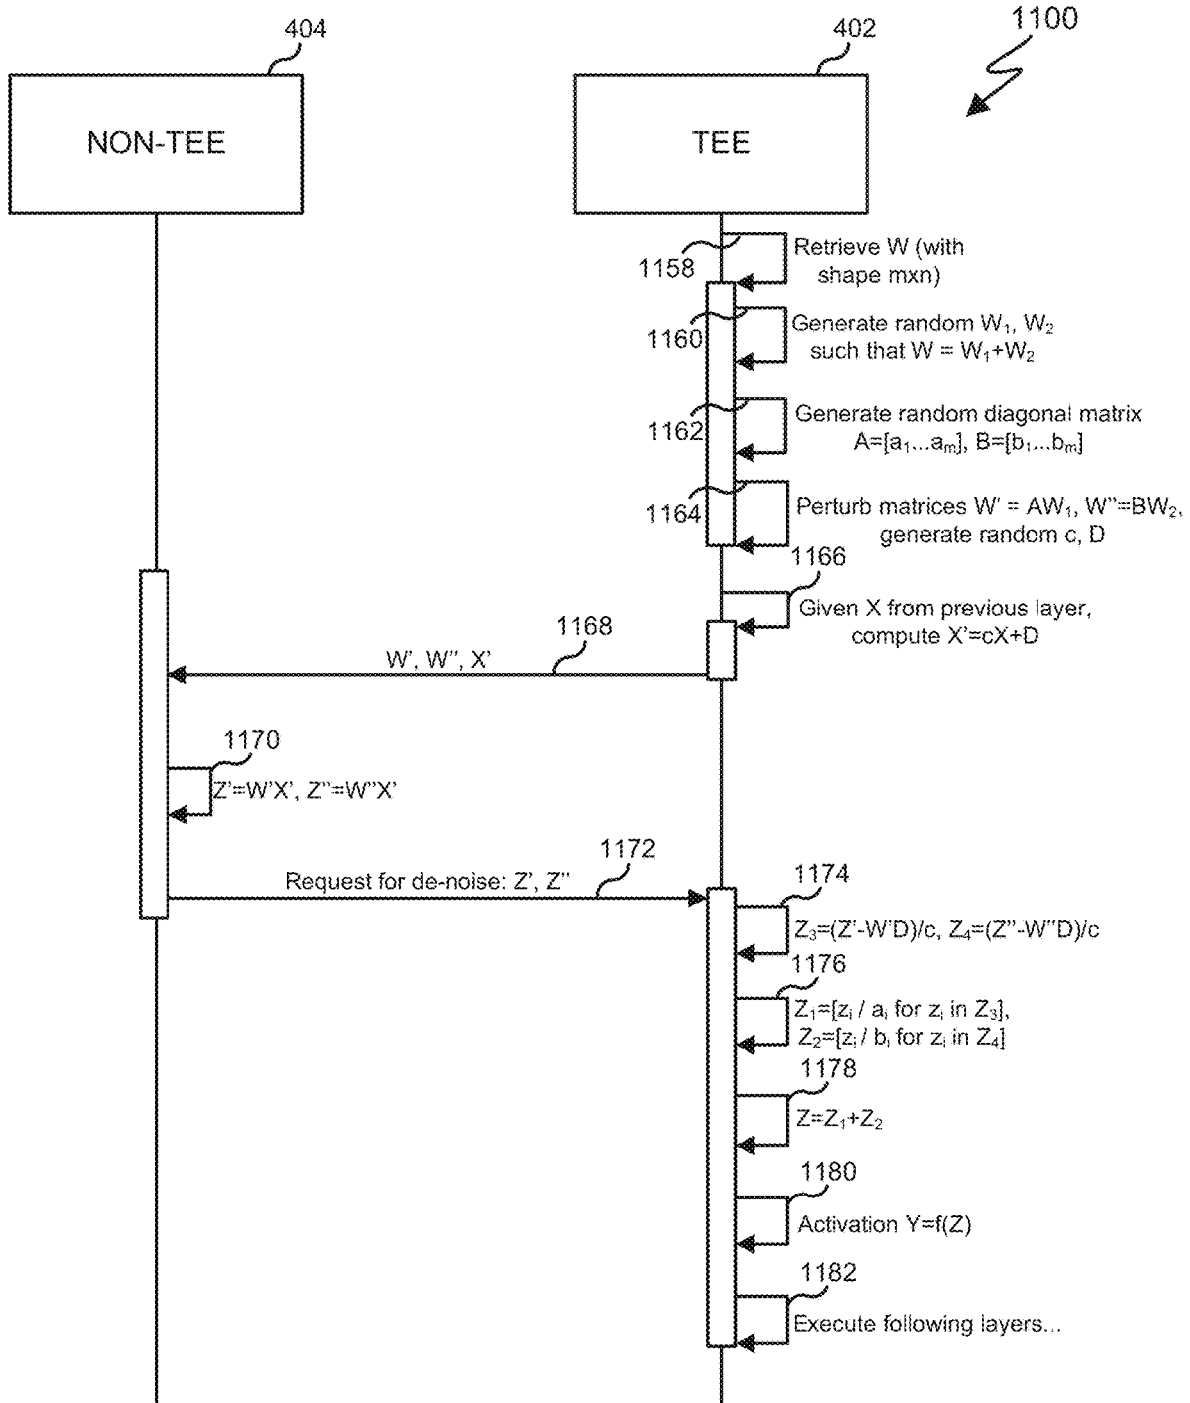 1100
404
402
NON-TEE
TEE
1158
Retrieve W (with
shape mxn)
1160
Generate random W₁, W₂
such that W = W₁+W₂
1162
Generate random diagonal matrix
A=[a₁...aₘ], B=[b₁...bₘ]
1164
Perturb matrices W' = AW₁, W''=BW₂,
generate random c, D
1166
Given X from previous layer,
compute X'=cX+D
1168
W', W'', X'
1170
Z'=W'X', Z''=W''X'
1172
Request for de-noise: Z', Z''
1174
Z₃=(Z'-W'D)/c, Z₄=(Z''-W''D)/c
1176
Z₁=[zᵢ / aᵢ for zᵢ in Z₃],
Z₂=[zᵢ / bᵢ for zᵢ in Z₄]
1178
Z=Z₁+Z₂
1180
Activation Y=f(Z)
1182
Execute following layers...